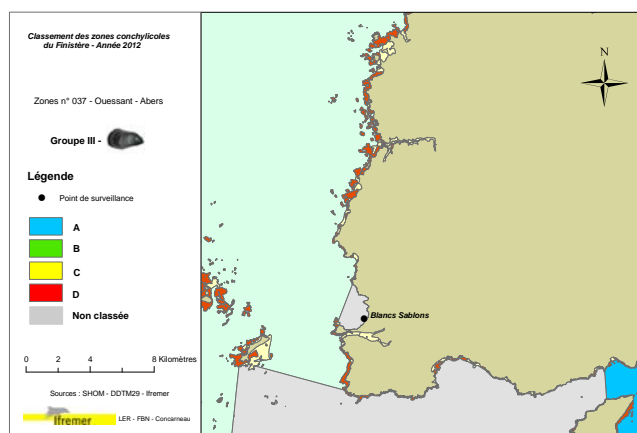 Classement des zones conchylicoles
du Finistère - Année 2012
Zones n° 037 - Ouessant - Abers
Groupe III -
Légende
Point de surveillance
A
B
C
D
Non classée
0 2 4 8 Kilomètres
Sources : SHOM - DDTM29 - Ifremer
Ifremer LER - FBN - Concarneau
N
Blancs Sablons